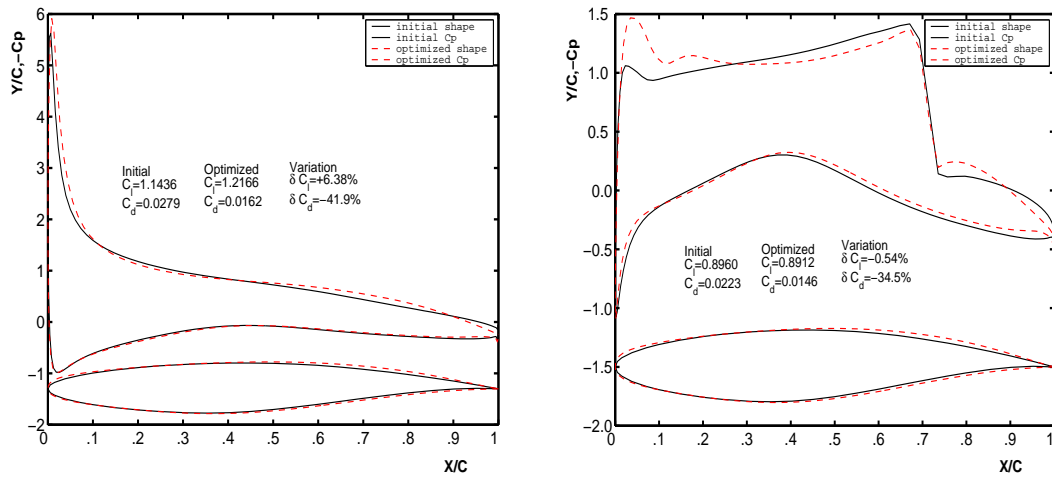 initial shape
initial Cp
optimized shape
optimized Cp
Y/C,−Cp
6
5
4
3
2
1
0
−1
−2
Initial Optimized Variation
C_l=1.1436 C_l=1.2166 δ C_l=+6.38%
C_d=0.0279 C_d=0.0162 δ C_d=−41.9%
0 .1 .2 .3 .4 .5 .6 .7 .8 .9 1
X/C
initial shape
initial Cp
optimized shape
optimized Cp
Y/C,−Cp
1.5
1.0
0.5
0.0
−0.5
−1.0
−1.5
−2.0
Initial Optimized Variation
C_l=0.8960 C_l=0.8912 δ C_l=−0.54%
C_d=0.0223 C_d=0.0146 δ C_d=−34.5%
0 .1 .2 .3 .4 .5 .6 .7 .8 .9 1
X/C